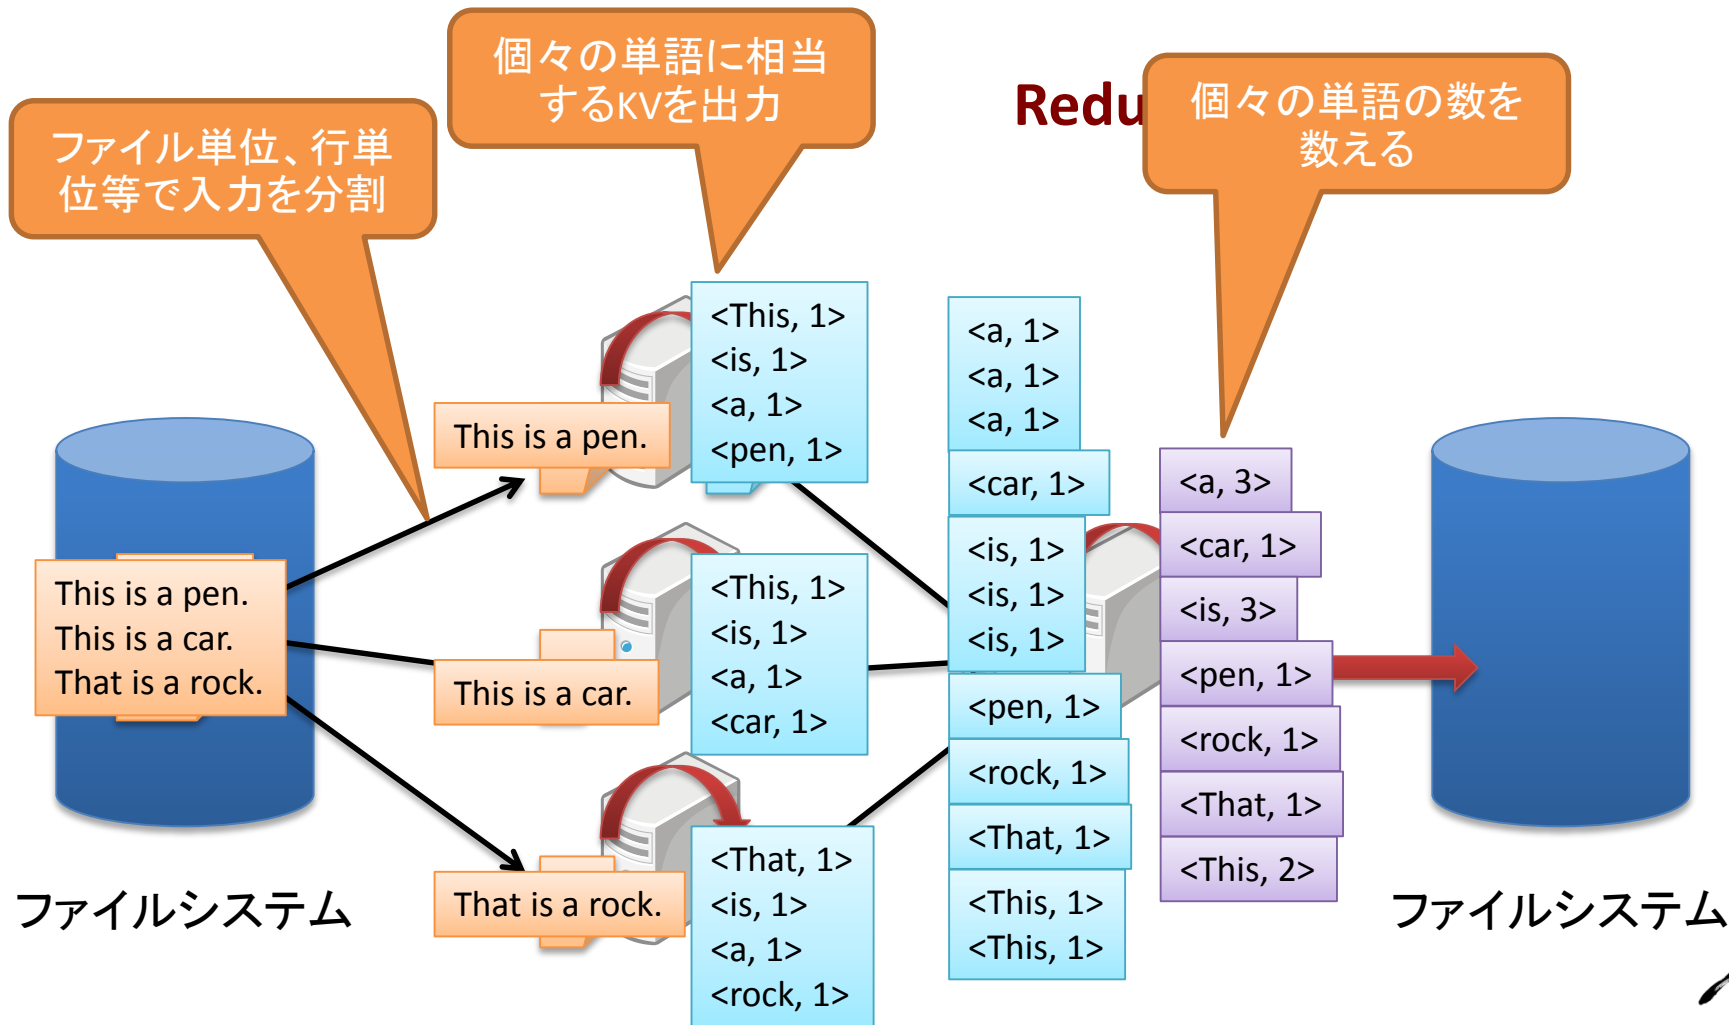 個々の単語に相当
するKVを出力
Redu
個々の単語の数を
数える
ファイル単位、行単
位等で入力を分割
This is a pen.
This is a car.
That is a rock.
ファイルシステム
This is a pen.
<This, 1>
<is, 1>
<a, 1>
<pen, 1>
This is a car.
<This, 1>
<is, 1>
<a, 1>
<car, 1>
That is a rock.
<That, 1>
<is, 1>
<a, 1>
<rock, 1>
<a, 1>
<a, 1>
<a, 1>
<car, 1>
<is, 1>
<is, 1>
<is, 1>
<pen, 1>
<rock, 1>
<That, 1>
<This, 1>
<This, 1>
<a, 3>
<car, 1>
<is, 3>
<pen, 1>
<rock, 1>
<That, 1>
<This, 2>
ファイルシステム